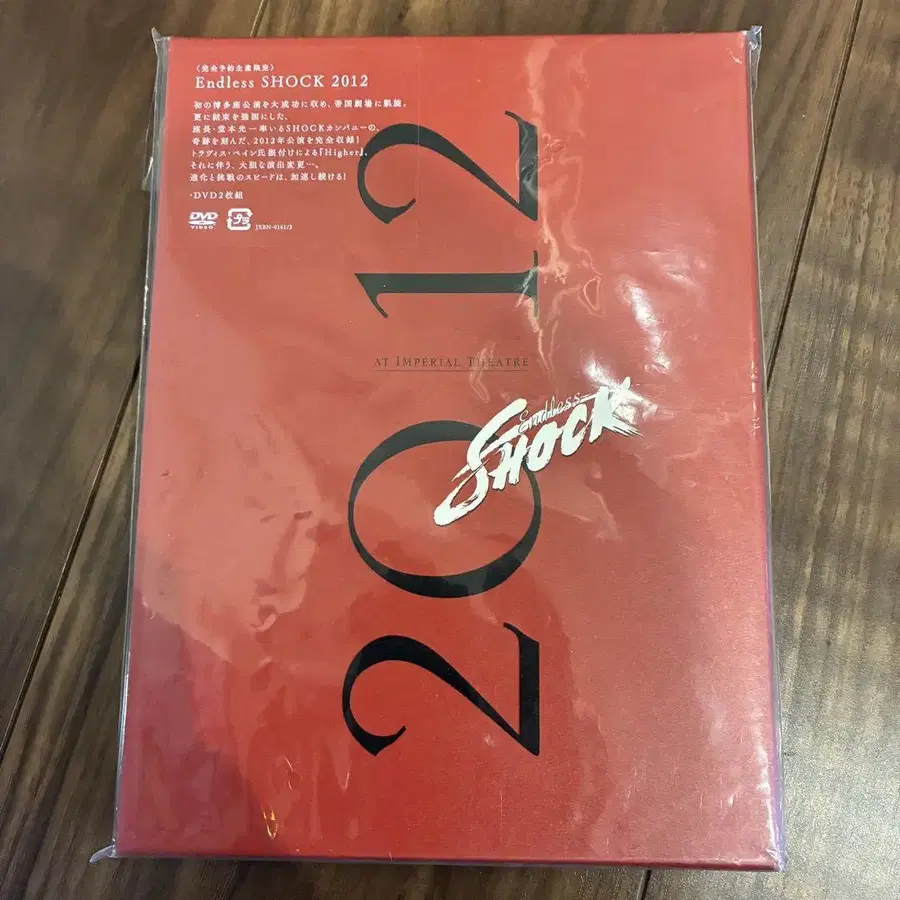 〈完全予約生産限定〉
Endless SHOCK 2012
初の博多座公演を大成功に収め、帝国劇場に凱旋。
更に結束を強固にした、
座長・堂本光一率いるSHOCKカンパニーの、
奇跡を刻んだ、2012年公演を完全収録！
トラヴィス・ペイン氏振付けによる『Higher』、
それに伴う、大胆な演出変更…。
進化と挑戦のスピードは、加速し続ける！
・DVD2枚組
DVD
VIDEO
JEBN-0161/2
2012
AT IMPERIAL THEATRE
Endless
SHOCK